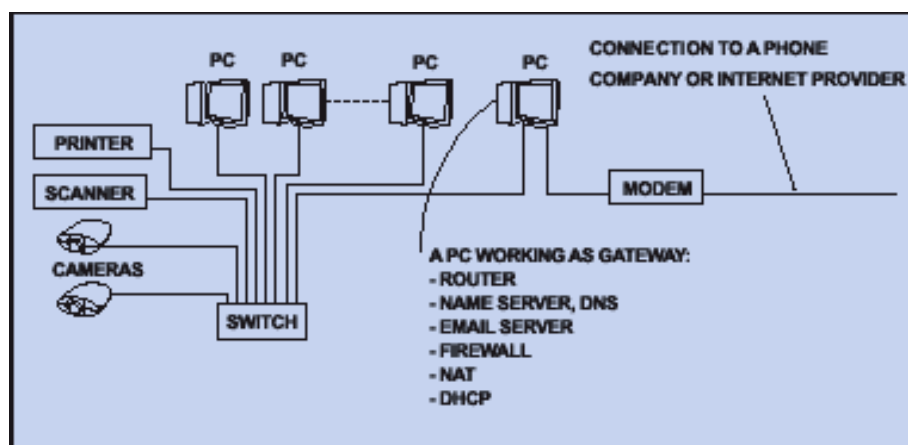 PC
PC
PC
PC
CONNECTION TO A PHONE
COMPANY OR INTERNET PROVIDER
PRINTER
SCANNER
CAMERAS
SWITCH
MODEM
A PC WORKING AS GATEWAY:
- ROUTER
- NAME SERVER, DNS
- EMAIL SERVER
- FIREWALL
- NAT
- DHCP